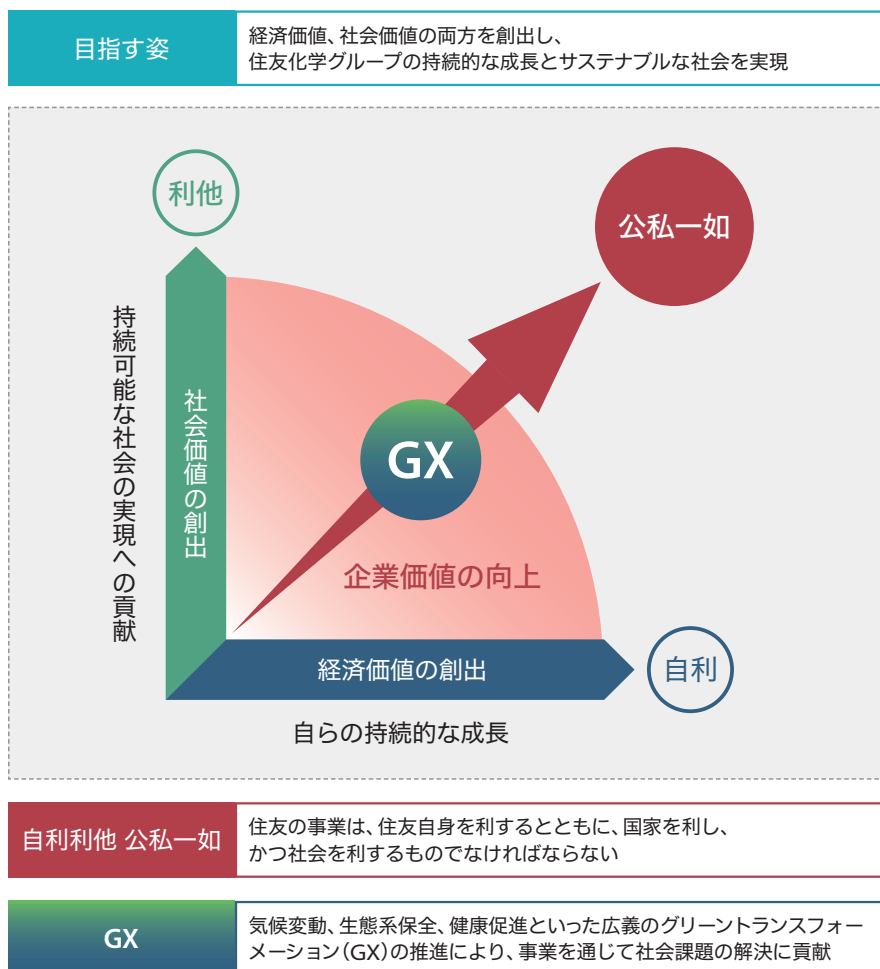 目指す姿
経済価値、社会価値の両方を創出し、
住友化学グループの持続的な成長とサステナブルな社会を実現
利他
公私一如
持続可能な社会の実現への貢献
社会価値の創出
GX
企業価値の向上
経済価値の創出
自利
自らの持続的な成長
自利利他 公私一如
住友の事業は、住友自身を利するとともに、国家を利し、
かつ社会を利するものでなければならない
GX
気候変動、生態系保全、健康促進といった広義のグリーントランスフォー
メーション（GX）の推進により、事業を通じて社会課題の解決に貢献